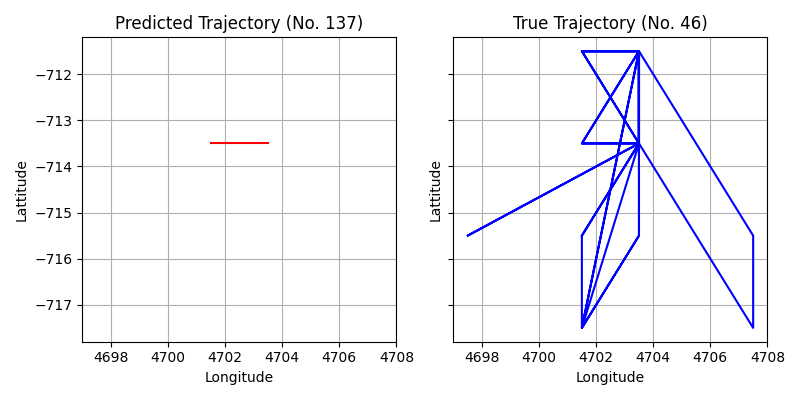 Predicted Trajectory (No. 137)
Lattitude
−712
−713
−714
−715
−716
−717
4698 4700 4702 4704 4706 4708
Longitude
True Trajectory (No. 46)
Lattitude
4698 4700 4702 4704 4706 4708
Longitude